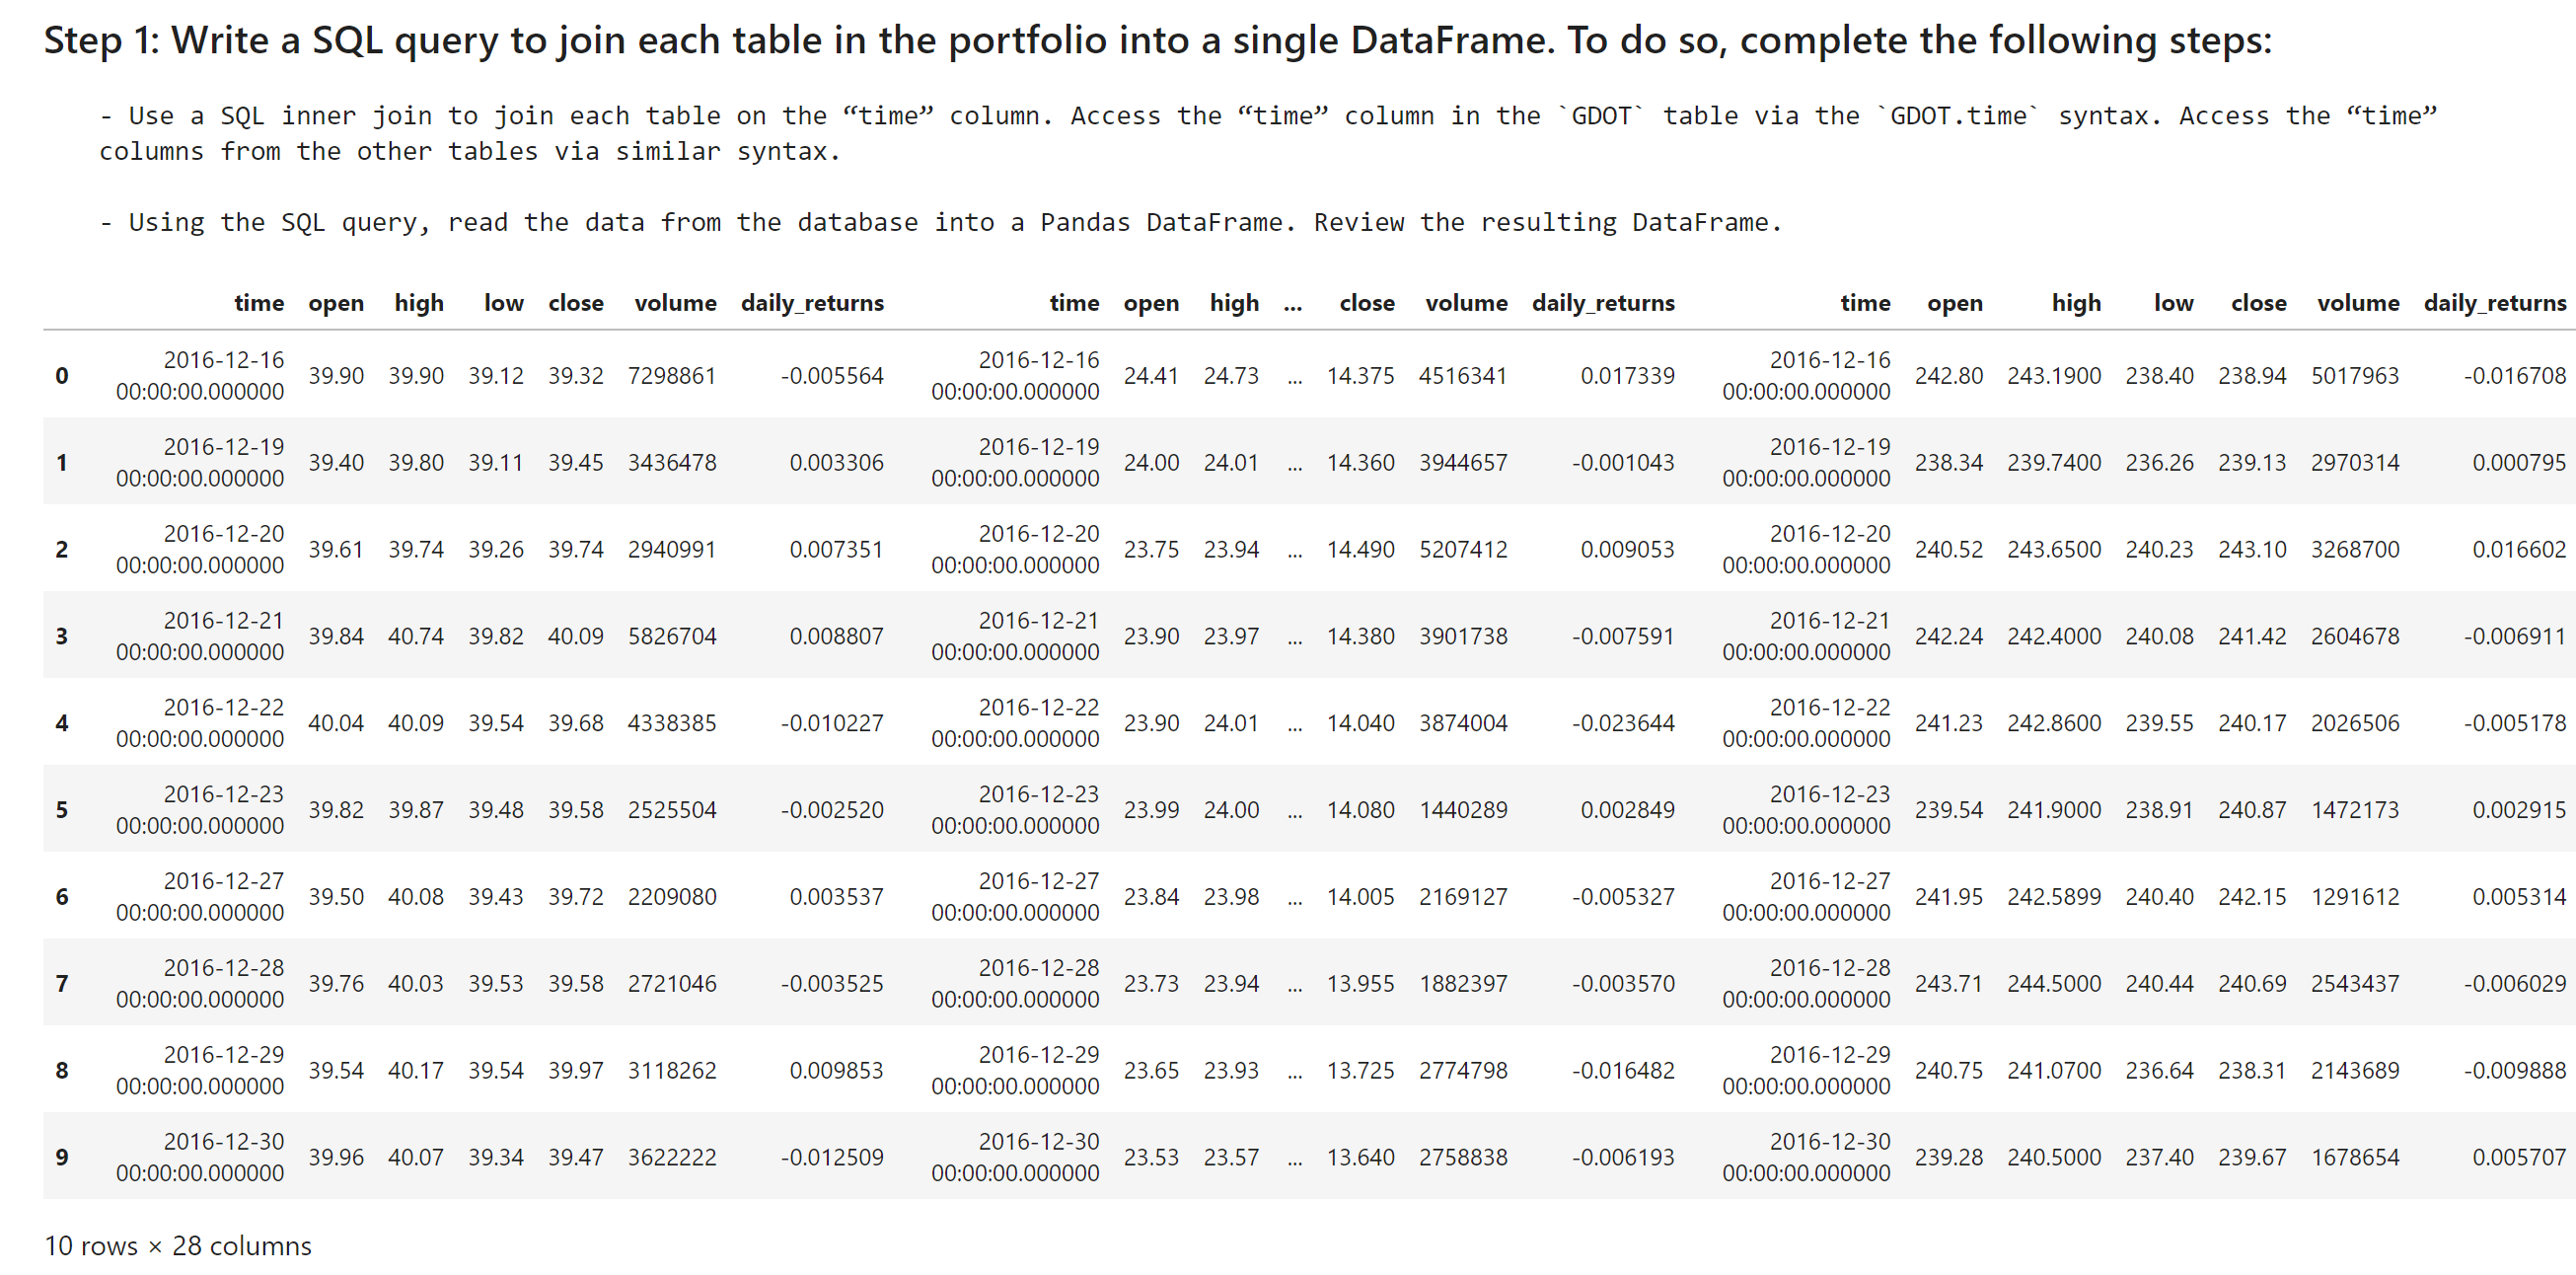 Step 1: Write a SQL query to join each table in the portfolio into a single DataFrame. To do so, complete the following steps:
- Use a SQL inner join to join each table on the “time” column. Access the “time” column in the `GDOT` table via the `GDOT.time` syntax. Access the “time”
columns from the other tables via similar syntax.
- Using the SQL query, read the data from the database into a Pandas DataFrame. Review the resulting DataFrame.
time open high low close volume daily_returns time open high ... close volume daily_returns time open high low close volume daily_returns
2016-12-16 2016-12-16 2016-12-16
0 39.90 39.90 39.12 39.32 7298861 -0.005564 24.41 24.73 ... 14.375 4516341 0.017339 242.80 243.1900 238.40 238.94 5017963 -0.016708
00:00:00.000000 00:00:00.000000 00:00:00.000000
2016-12-19 2016-12-19 2016-12-19
1 39.40 39.80 39.11 39.45 3436478 0.003306 24.00 24.01 ... 14.360 3944657 -0.001043 238.34 239.7400 236.26 239.13 2970314 0.000795
00:00:00.000000 00:00:00.000000 00:00:00.000000
2016-12-20 2016-12-20 2016-12-20
2 39.61 39.74 39.26 39.74 2940991 0.007351 23.75 23.94 ... 14.490 5207412 0.009053 240.52 243.6500 240.23 243.10 3268700 0.016602
00:00:00.000000 00:00:00.000000 00:00:00.000000
2016-12-21 2016-12-21 2016-12-21
3 39.84 40.74 39.82 40.09 5826704 0.008807 23.90 23.97 ... 14.380 3901738 -0.007591 242.24 242.4000 240.08 241.42 2604678 -0.006911
00:00:00.000000 00:00:00.000000 00:00:00.000000
2016-12-22 2016-12-22 2016-12-22
4 40.04 40.09 39.54 39.68 4338385 -0.010227 23.90 24.01 ... 14.040 3874004 -0.023644 241.23 242.8600 239.55 240.17 2026506 -0.005178
00:00:00.000000 00:00:00.000000 00:00:00.000000
2016-12-23 2016-12-23 2016-12-23
5 39.82 39.87 39.48 39.58 2525504 -0.002520 23.99 24.00 ... 14.080 1440289 0.002849 239.54 241.9000 238.91 240.87 1472173 0.002915
00:00:00.000000 00:00:00.000000 00:00:00.000000
2016-12-27 2016-12-27 2016-12-27
6 39.50 40.08 39.43 39.72 2209080 0.003537 23.84 23.98 ... 14.005 2169127 -0.005327 241.95 242.5899 240.40 242.15 1291612 0.005314
00:00:00.000000 00:00:00.000000 00:00:00.000000
2016-12-28 2016-12-28 2016-12-28
7 39.76 40.03 39.53 39.58 2721046 -0.003525 23.73 23.94 ... 13.955 1882397 -0.003570 243.71 244.5000 240.44 240.69 2543437 -0.006029
00:00:00.000000 00:00:00.000000 00:00:00.000000
2016-12-29 2016-12-29 2016-12-29
8 39.54 40.17 39.54 39.97 3118262 0.009853 23.65 23.93 ... 13.725 2774798 -0.016482 240.75 241.0700 236.64 238.31 2143689 -0.009888
00:00:00.000000 00:00:00.000000 00:00:00.000000
2016-12-30 2016-12-30 2016-12-30
9 39.96 40.07 39.34 39.47 3622222 -0.012509 23.53 23.57 ... 13.640 2758838 -0.006193 239.28 240.5000 237.40 239.67 1678654 0.005707
00:00:00.000000 00:00:00.000000 00:00:00.000000
10 rows × 28 columns